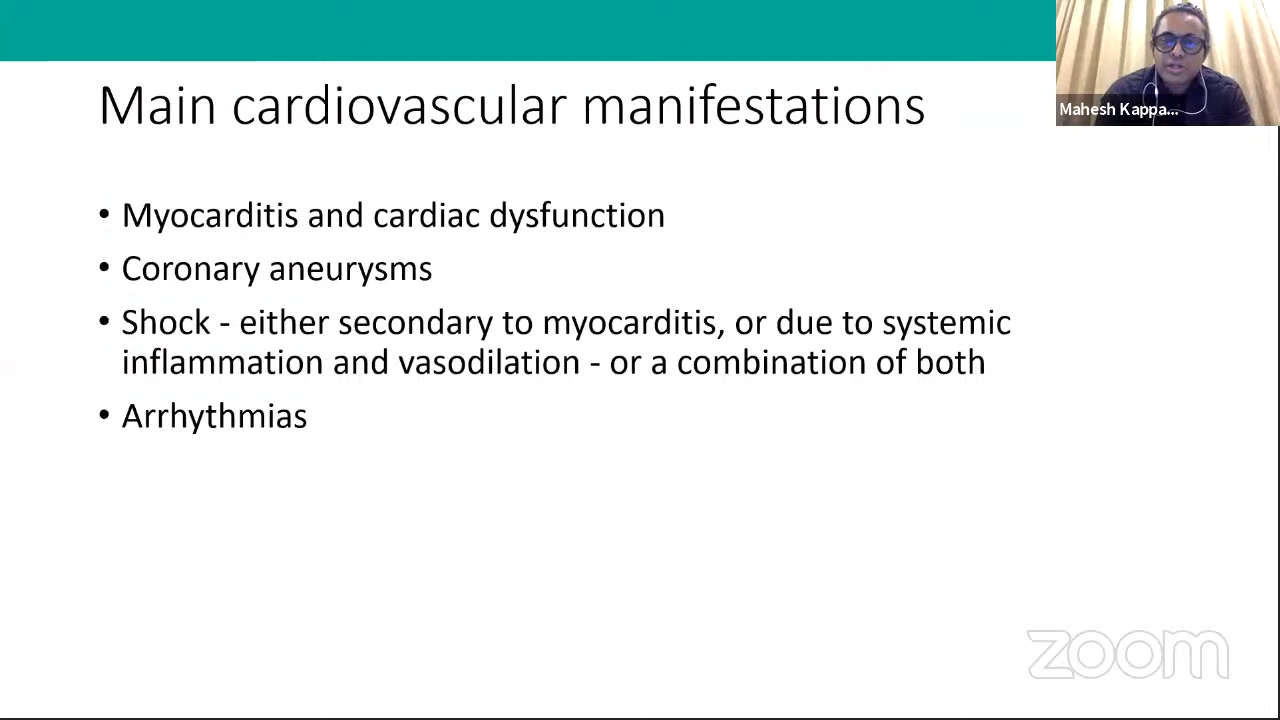 Main cardiovascular manifestations
Mahesh Kappa...
• Myocarditis and cardiac dysfunction
• Coronary aneurysms
• Shock - either secondary to myocarditis, or due to systemic
inflammation and vasodilation - or a combination of both
• Arrhythmias
zoom